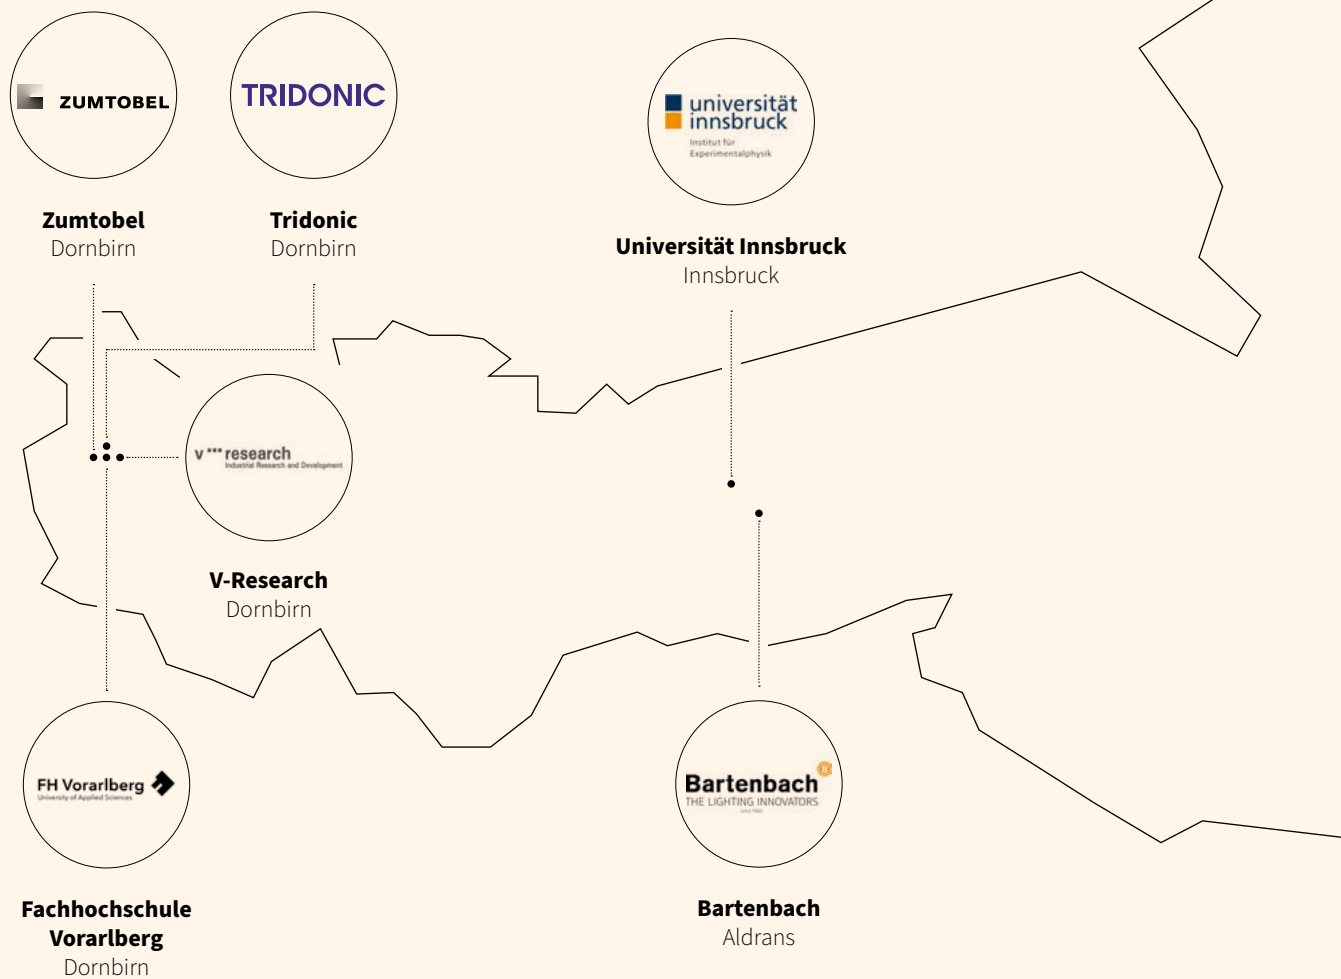 ZUMTOBEL
Zumtobel
Dornbirn
TRIDONIC
Tridonic
Dornbirn
universität
innsbruck
Institut für
Experimentalphysik
Universität Innsbruck
Innsbruck
v research
Industrial Research and Development
V-Research
Dornbirn
FH Vorarlberg
University of Applied Sciences
Fachhochschule
Vorarlberg
Dornbirn
Bartenbach
THE LIGHTING INNOVATORS
Bartenbach
Aldrans